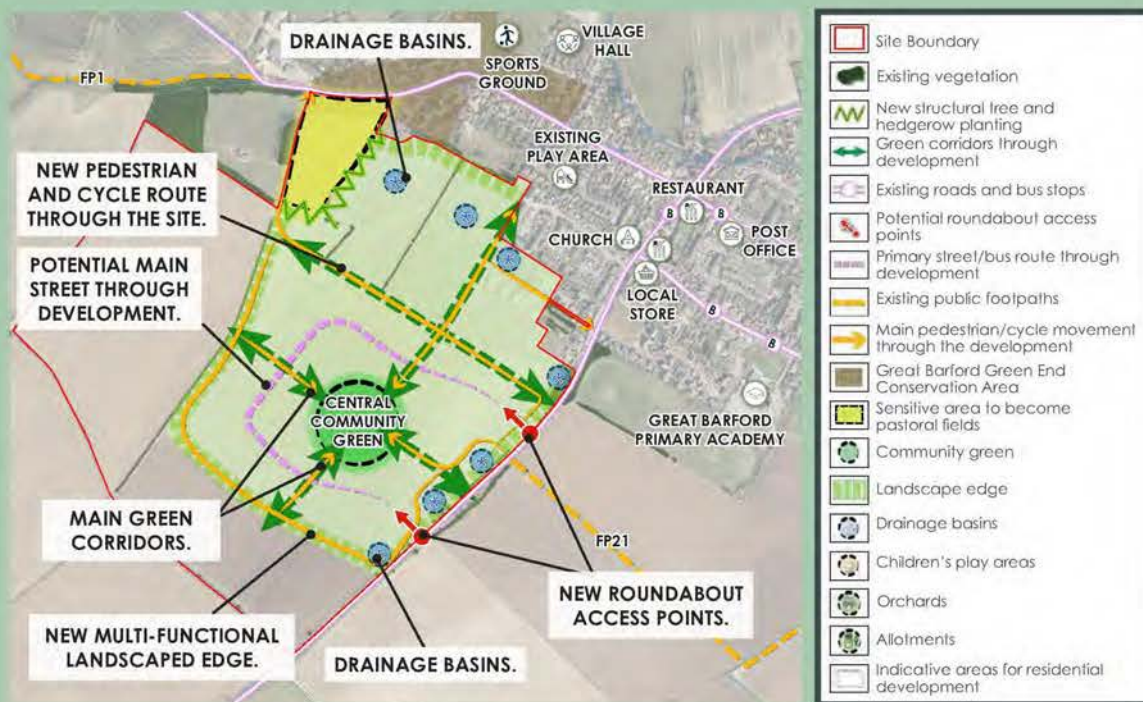 DRAINAGE BASINS.
VILLAGE
HALL
SPORTS
GROUND
FP1
EXISTING
PLAY AREA
NEW PEDESTRIAN
AND CYCLE ROUTE
THROUGH THE SITE.
RESTAURANT
B
B
POST
OFFICE
CHURCH
POTENTIAL MAIN
STREET THROUGH
DEVELOPMENT.
LOCAL
STORE
B
CENTRAL
COMMUNITY
GREEN
GREAT BARFORD
PRIMARY ACADEMY
MAIN GREEN
CORRIDORS.
FP21
NEW ROUNDABOUT
ACCESS POINTS.
NEW MULTI-FUNCTIONAL
LANDSCAPED EDGE.
DRAINAGE BASINS.
Site Boundary
Existing vegetation
New structural tree and
hedgerow planting
Green corridors through
development
Existing roads and bus stops
Potential roundabout access
points
Primary street/bus route through
development
Existing public footpaths
Main pedestrian/cycle movement
through the development
Great Barford Green End
Conservation Area
Sensitive area to become
pastoral fields
Community green
Landscape edge
Drainage basins
Children's play areas
Orchards
Allotments
Indicative areas for residential
development